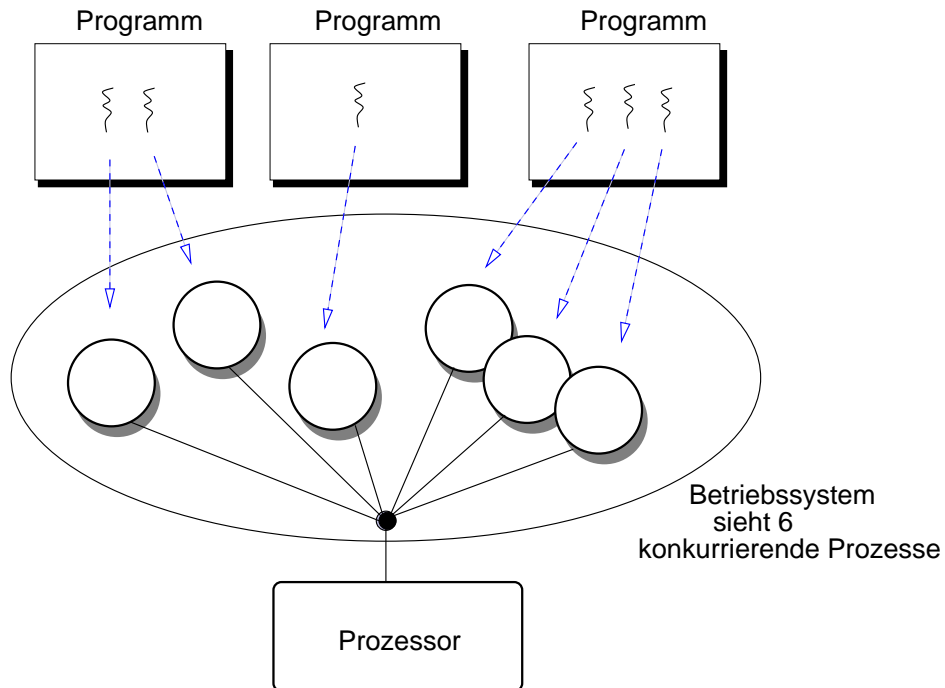 Programm
Programm
Programm
Betriebssystem
sieht 6
konkurrierende Prozesse
Prozessor